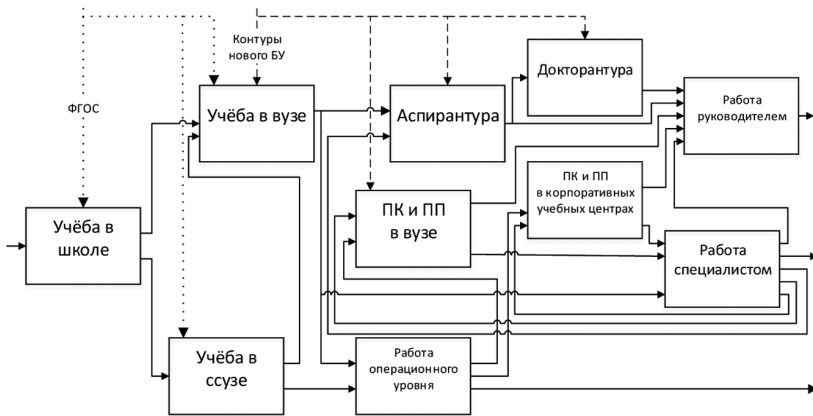 Контуры
нового БУ
ФГОС
Учёба в вузе
Аспирантура
Докторантура
Работа
руководителем
Учёба в
школе
ПК и ПП
в вузе
ПК и ПП
в корпоративных
учебных центрах
Работа
специалистом
Учёба в
ссузе
Работа
операционного
уровня